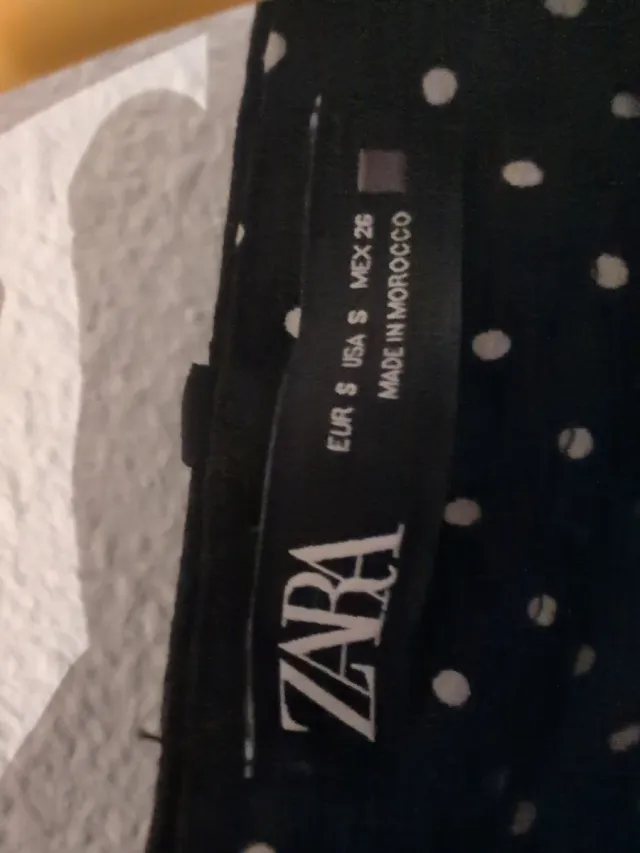 ZARA
EUR S USA S MEX 26
MADE IN MOROCCO